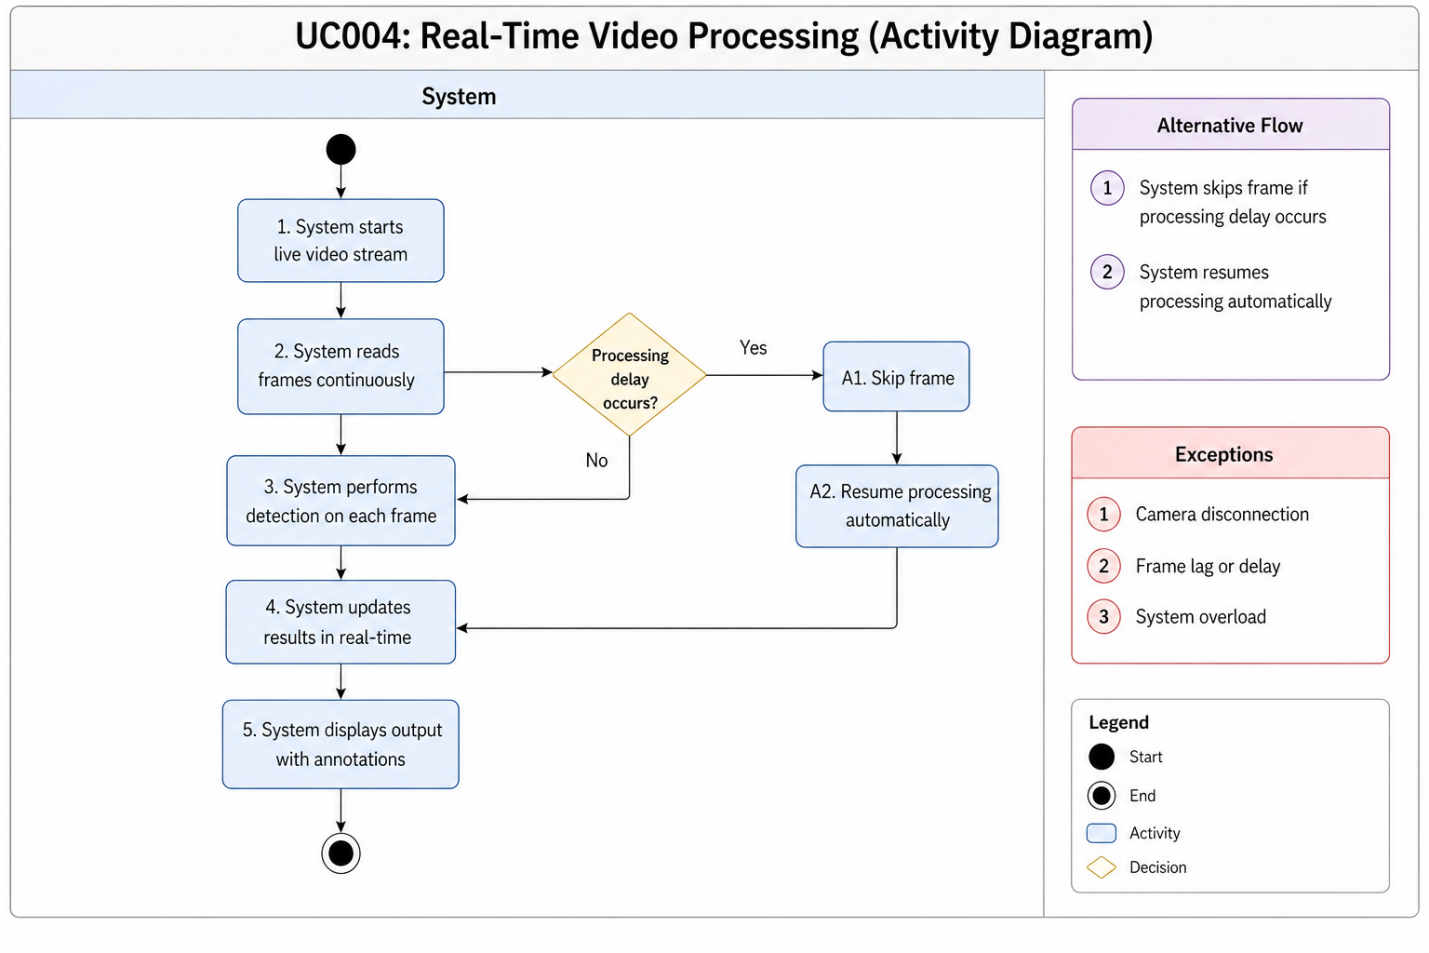 UC004: Real-Time Video Processing (Activity Diagram)
System
1. System starts
live video stream
2. System reads
frames continuously
Processing
delay
occurs?
Yes
No
A1. Skip frame
A2. Resume processing
automatically
3. System performs
detection on each frame
4. System updates
results in real-time
5. System displays output
with annotations
Alternative Flow
1 System skips frame if
processing delay occurs
2 System resumes
processing automatically
Exceptions
1 Camera disconnection
2 Frame lag or delay
3 System overload
Legend
Start
End
Activity
Decision